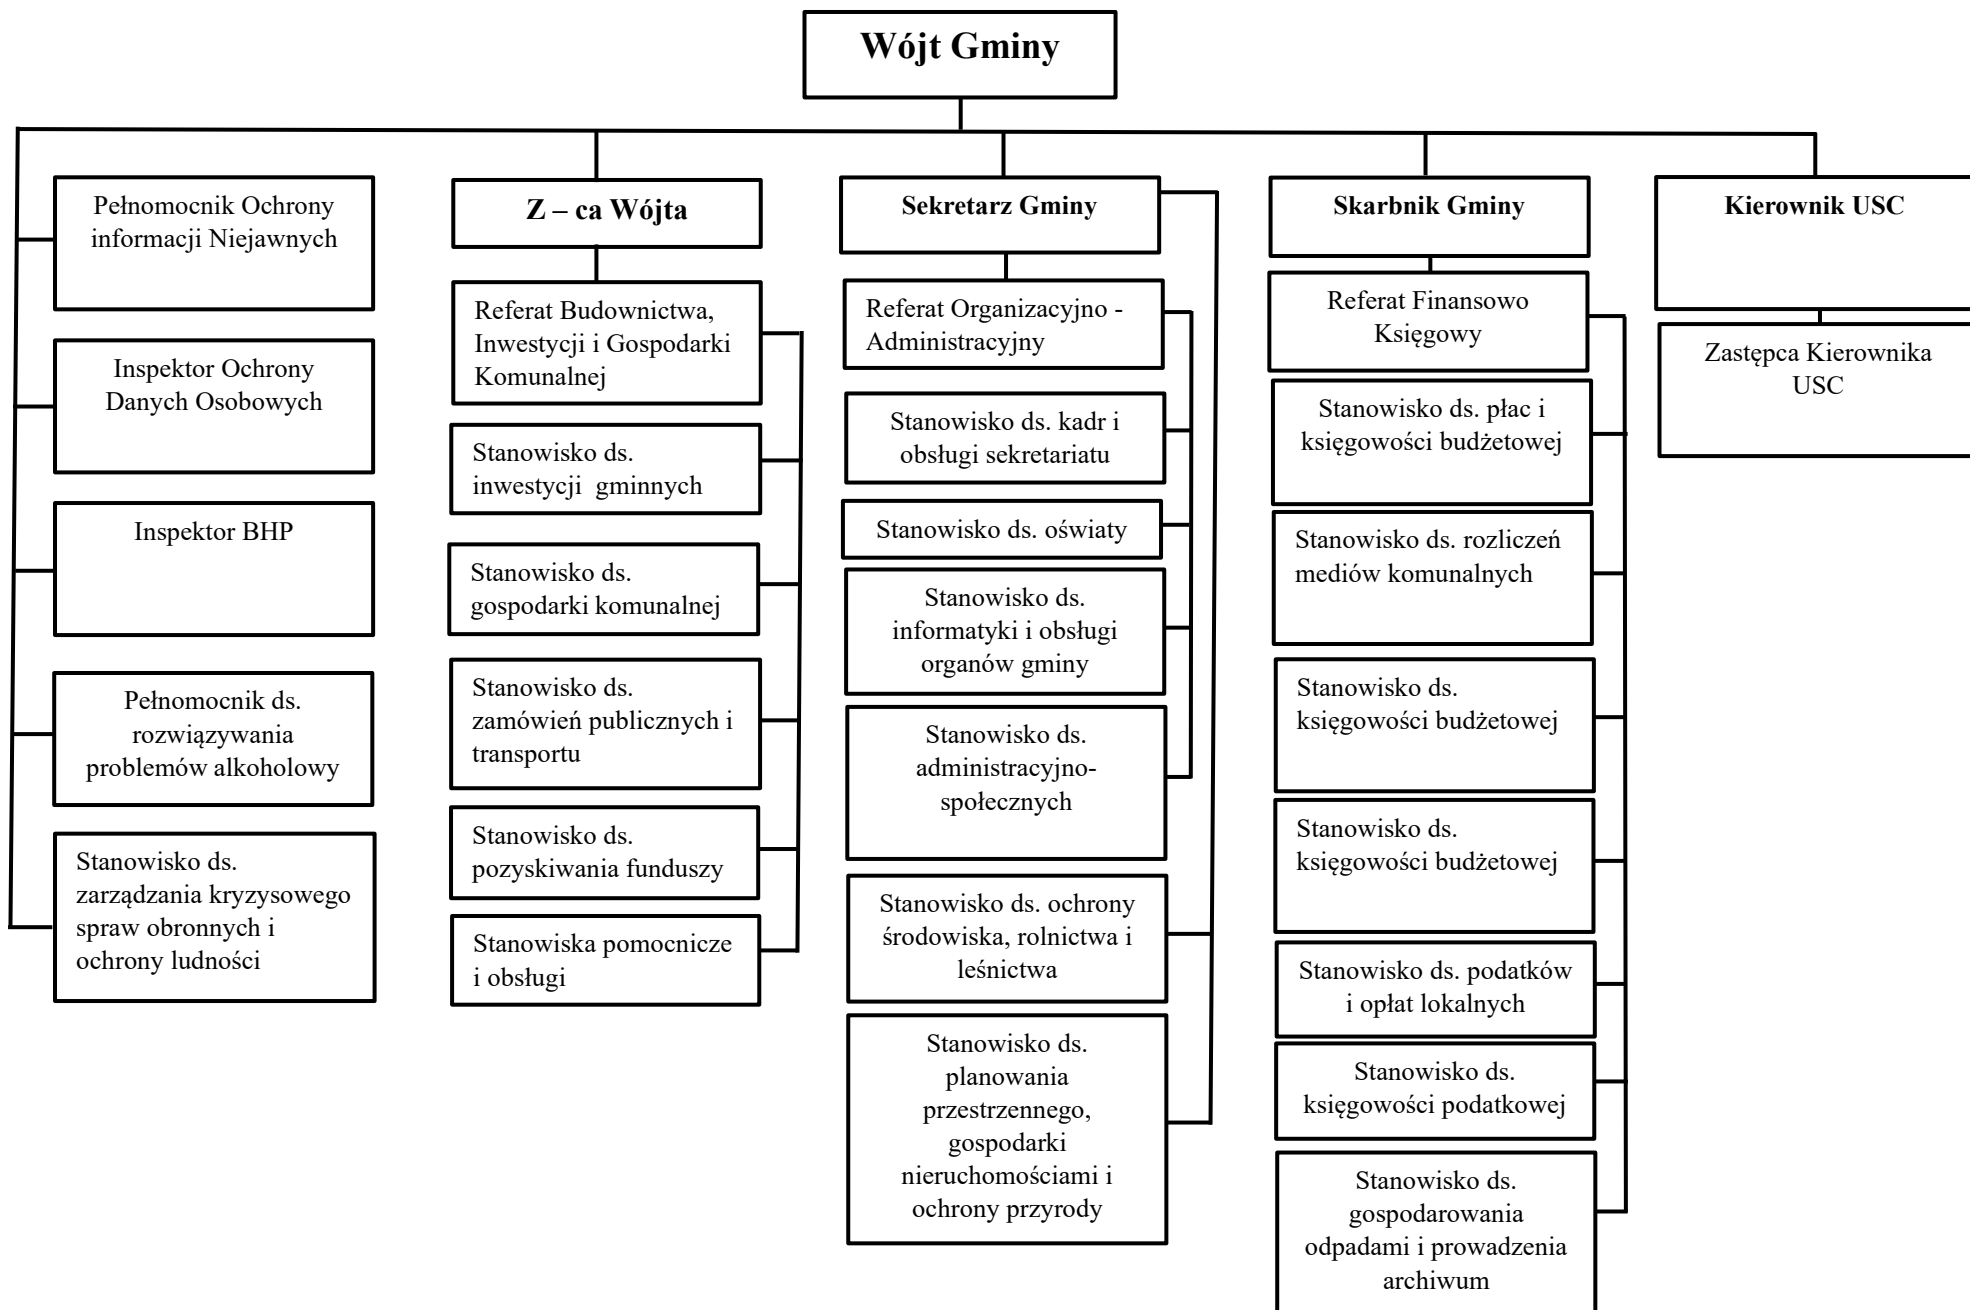 Wójt Gminy
Pełnomocnik Ochrony
informacji Niejawnych
Inspektor Ochrony
Danych Osobowych
Inspektor BHP
Pełnomocnik ds.
rozwiązywania
problemów alkoholowy
Stanowisko ds.
zarządzania kryzysowego
spraw obronnych i
ochrony ludności
Z – ca Wójta
Referat Budownictwa,
Inwestycji i Gospodarki
Komunalnej
Stanowisko ds.
inwestycji  gminnych
Stanowisko ds.
gospodarki komunalnej
Stanowisko ds.
zamówień publicznych i
transportu
Stanowisko ds.
pozyskiwania funduszy
Stanowiska pomocnicze
i obsługi
Sekretarz Gminy
Referat Organizacyjno -
Administracyjny
Stanowisko ds. kadr i
obsługi sekretariatu
Stanowisko ds. oświaty
Stanowisko ds.
informatyki i obsługi
organów gminy
Stanowisko ds.
administracyjno-
społecznych
Stanowisko ds. ochrony
środowiska, rolnictwa i
leśnictwa
Stanowisko ds.
planowania
przestrzennego,
gospodarki
nieruchomościami i
ochrony przyrody
Skarbnik Gminy
Referat Finansowo
Księgowy
Stanowisko ds. płac i
księgowości budżetowej
Stanowisko ds. rozliczeń
mediów komunalnych
Stanowisko ds.
księgowości budżetowej
Stanowisko ds.
księgowości budżetowej
Stanowisko ds. podatków
i opłat lokalnych
Stanowisko ds.
księgowości podatkowej
Stanowisko ds.
gospodarowania
odpadami i prowadzenia
archiwum
Kierownik USC
Zastępca Kierownika
USC